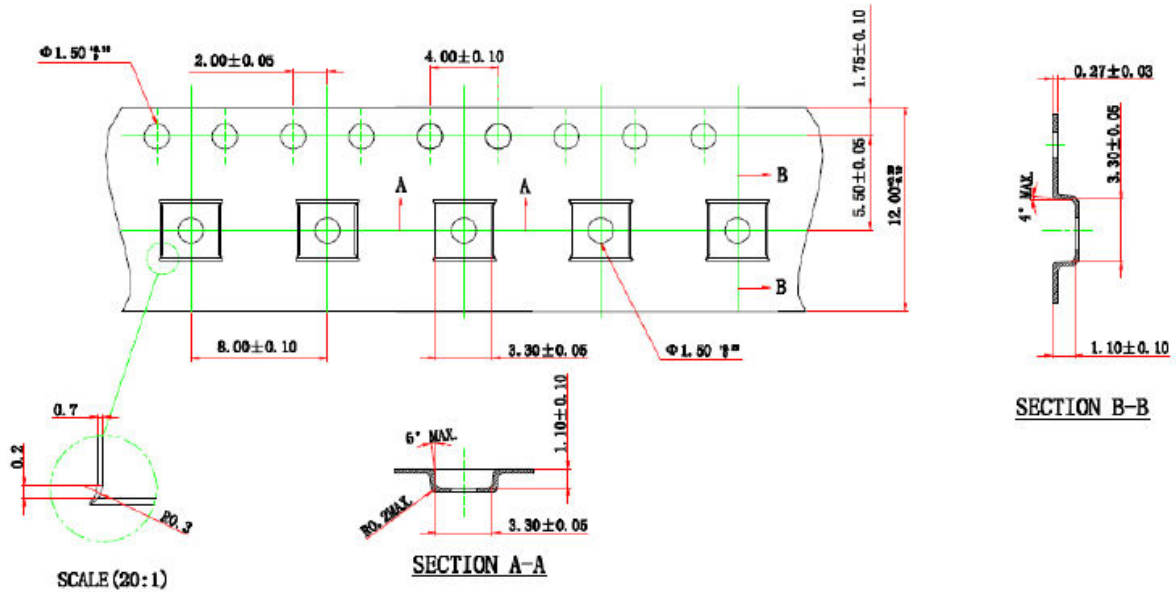 Φ1.50
2.00±0.05
4.00±0.10
1.75±0.10
0.27±0.03
B
A
A
5.50±0.05
12.00
3.30±0.05
4° MAX.
B
8.00±0.10
3.30±0.05
Φ1.50
1.10±0.10
SECTION B-B
0.7
0.2
R0.3
SCALE(20:1)
6° MAX.
1.10±0.10
R0.2MAX.
3.30±0.05
SECTION A-A